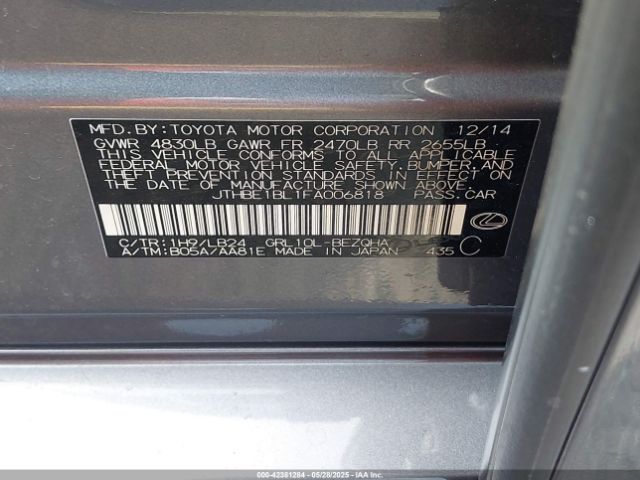 MFD.BY:TOYOTA MOTOR CORPORATION 12/14
GVWR 4830LB GAWR FR 2470LB RR 2655LB
THIS VEHICLE CONFORMS TO ALL APPLICABLE
FEDERAL MOTOR VEHICLE SAFETY,BUMPER,AND
THEFT PREVENTION STANDARDS IN EFFECT ON
THE DATE OF MANUFACTURE SHOWN ABOVE.
JTHBE1BL1FA006818 PASS.CAR
C/TR:1H9/LB24 GRL10L-BEZQHA
A/TM:B05A/AA81E MADE IN JAPAN 435 C
000-42381284 - 05/28/2025 - IAAI.COM